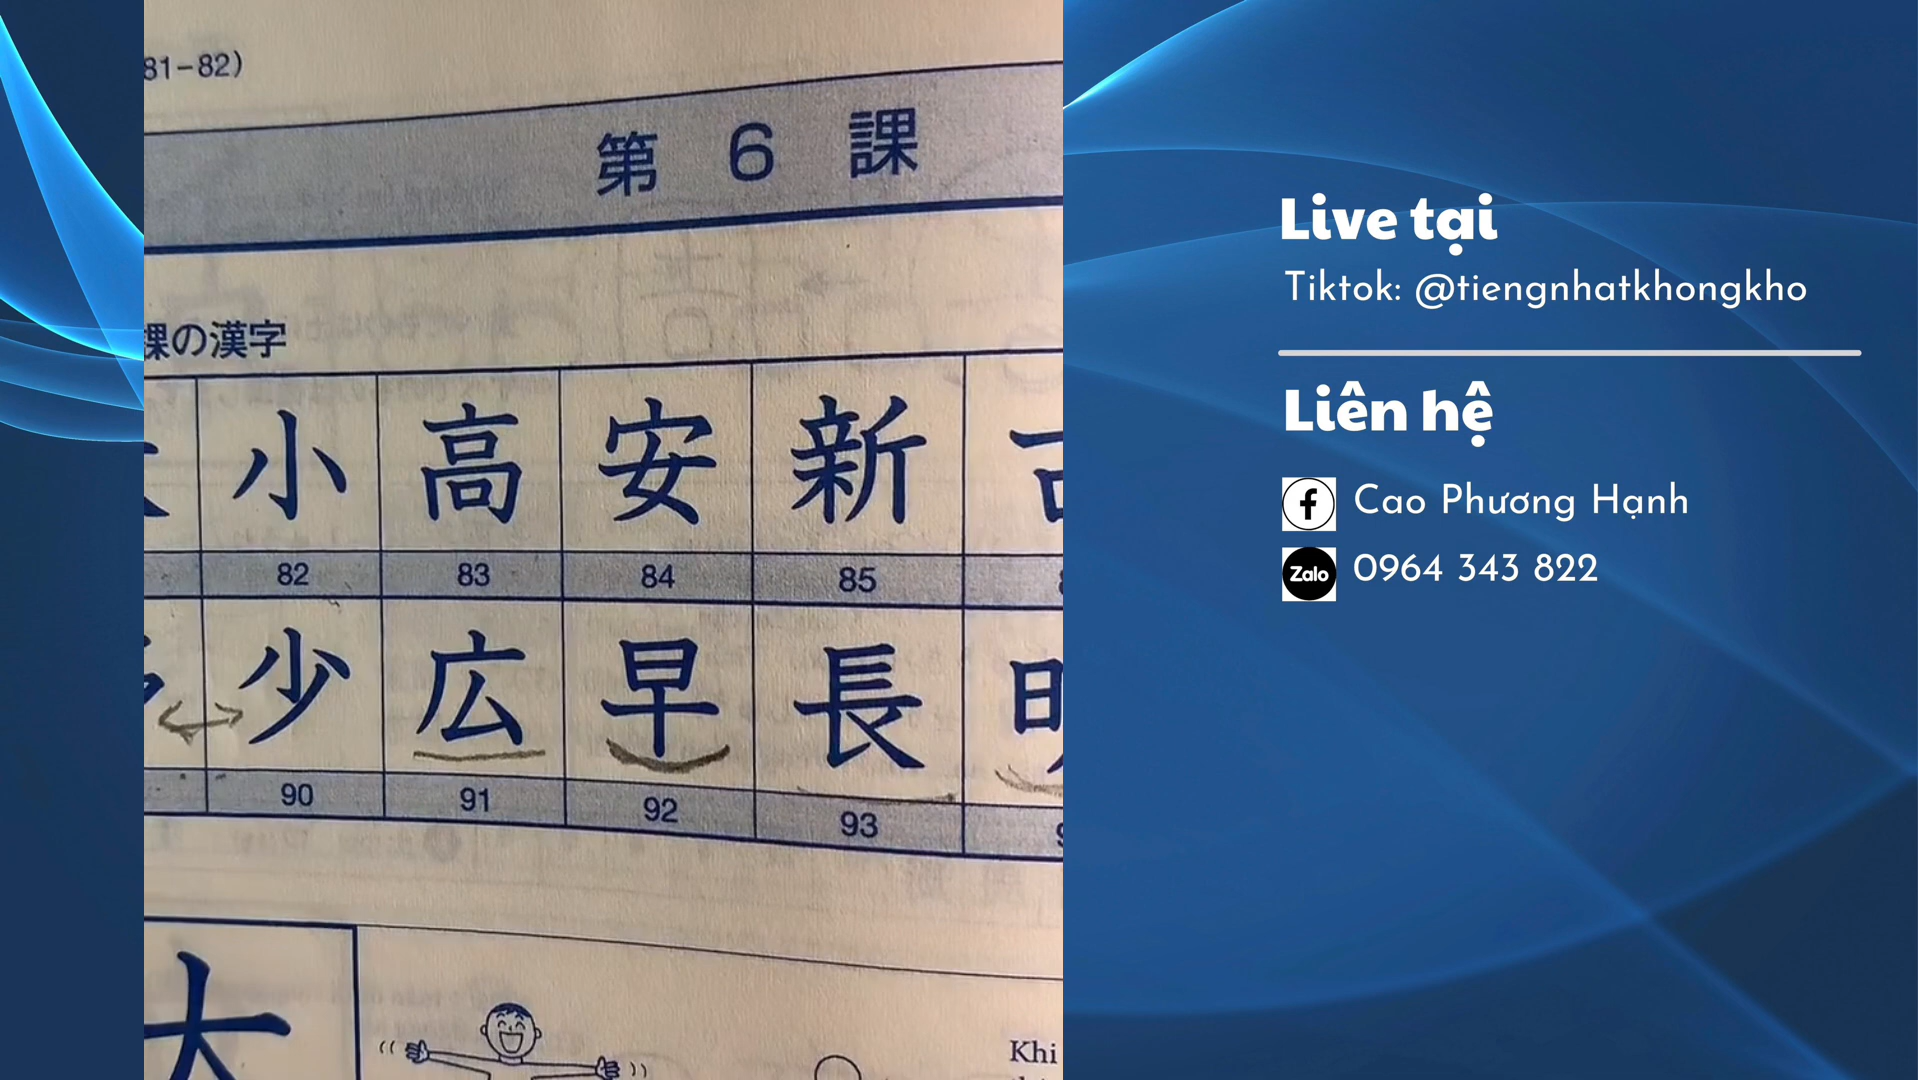 81-82)
第 6 課
課の漢字
小 高 安 新
82 83 84 85
少 広 早 長
90 91 92 93
大
Khi
Live tại
Tiktok: @tiengnhatkhongkho
Liên hệ
Cao Phương Hạnh
Zalo 0964 343 822